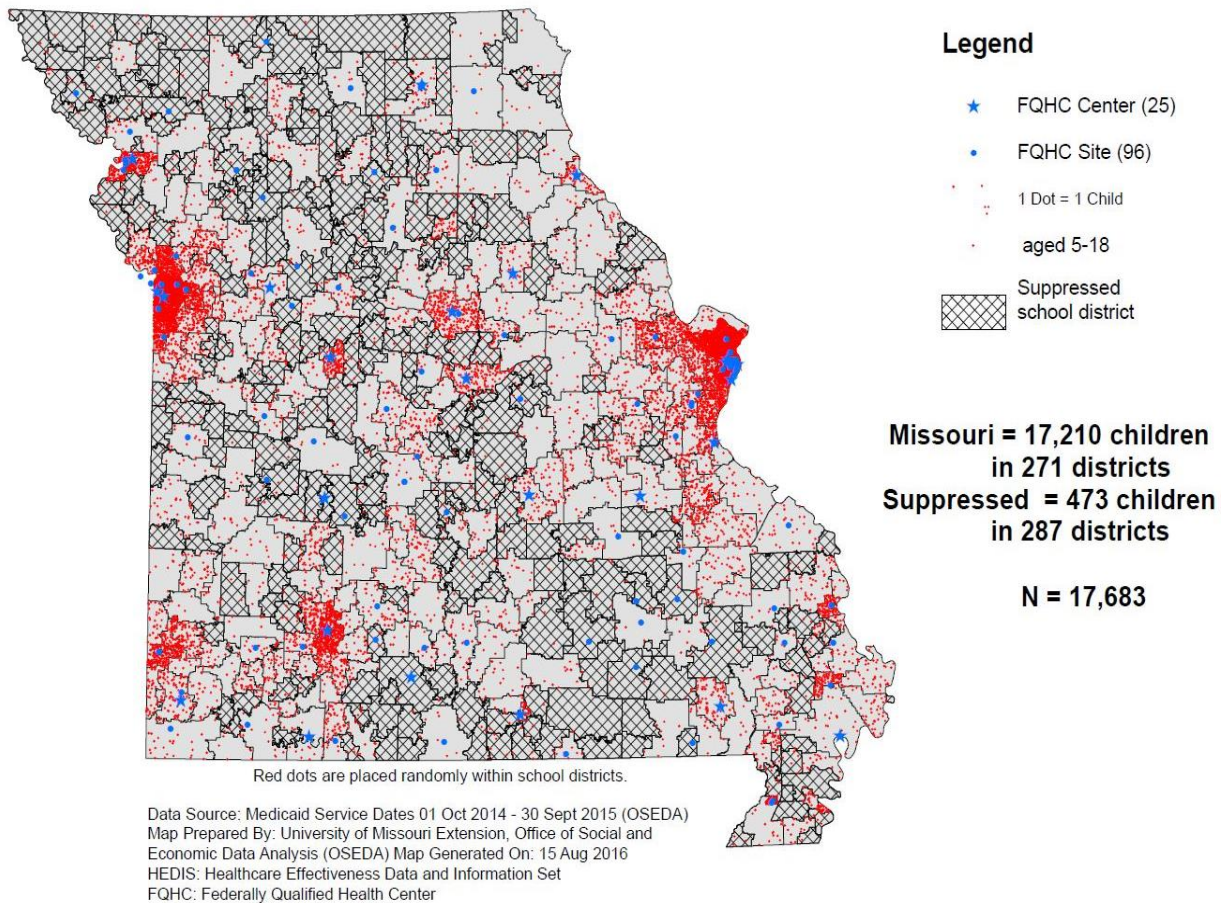 Legend
FQHC Center (25)
FQHC Site (96)
1 Dot = 1 Child
aged 5-18
Suppressed
school district
Missouri = 17,210 children
in 271 districts
Suppressed = 473 children
in 287 districts
N = 17,683
Red dots are placed randomly within school districts.
Data Source: Medicaid Service Dates 01 Oct 2014 - 30 Sept 2015 (OSEDA)
Map Prepared By: University of Missouri Extension, Office of Social and
Economic Data Analysis (OSEDA) Map Generated On: 15 Aug 2016
HEDIS: Healthcare Effectiveness Data and Information Set
FQHC: Federally Qualified Health Center